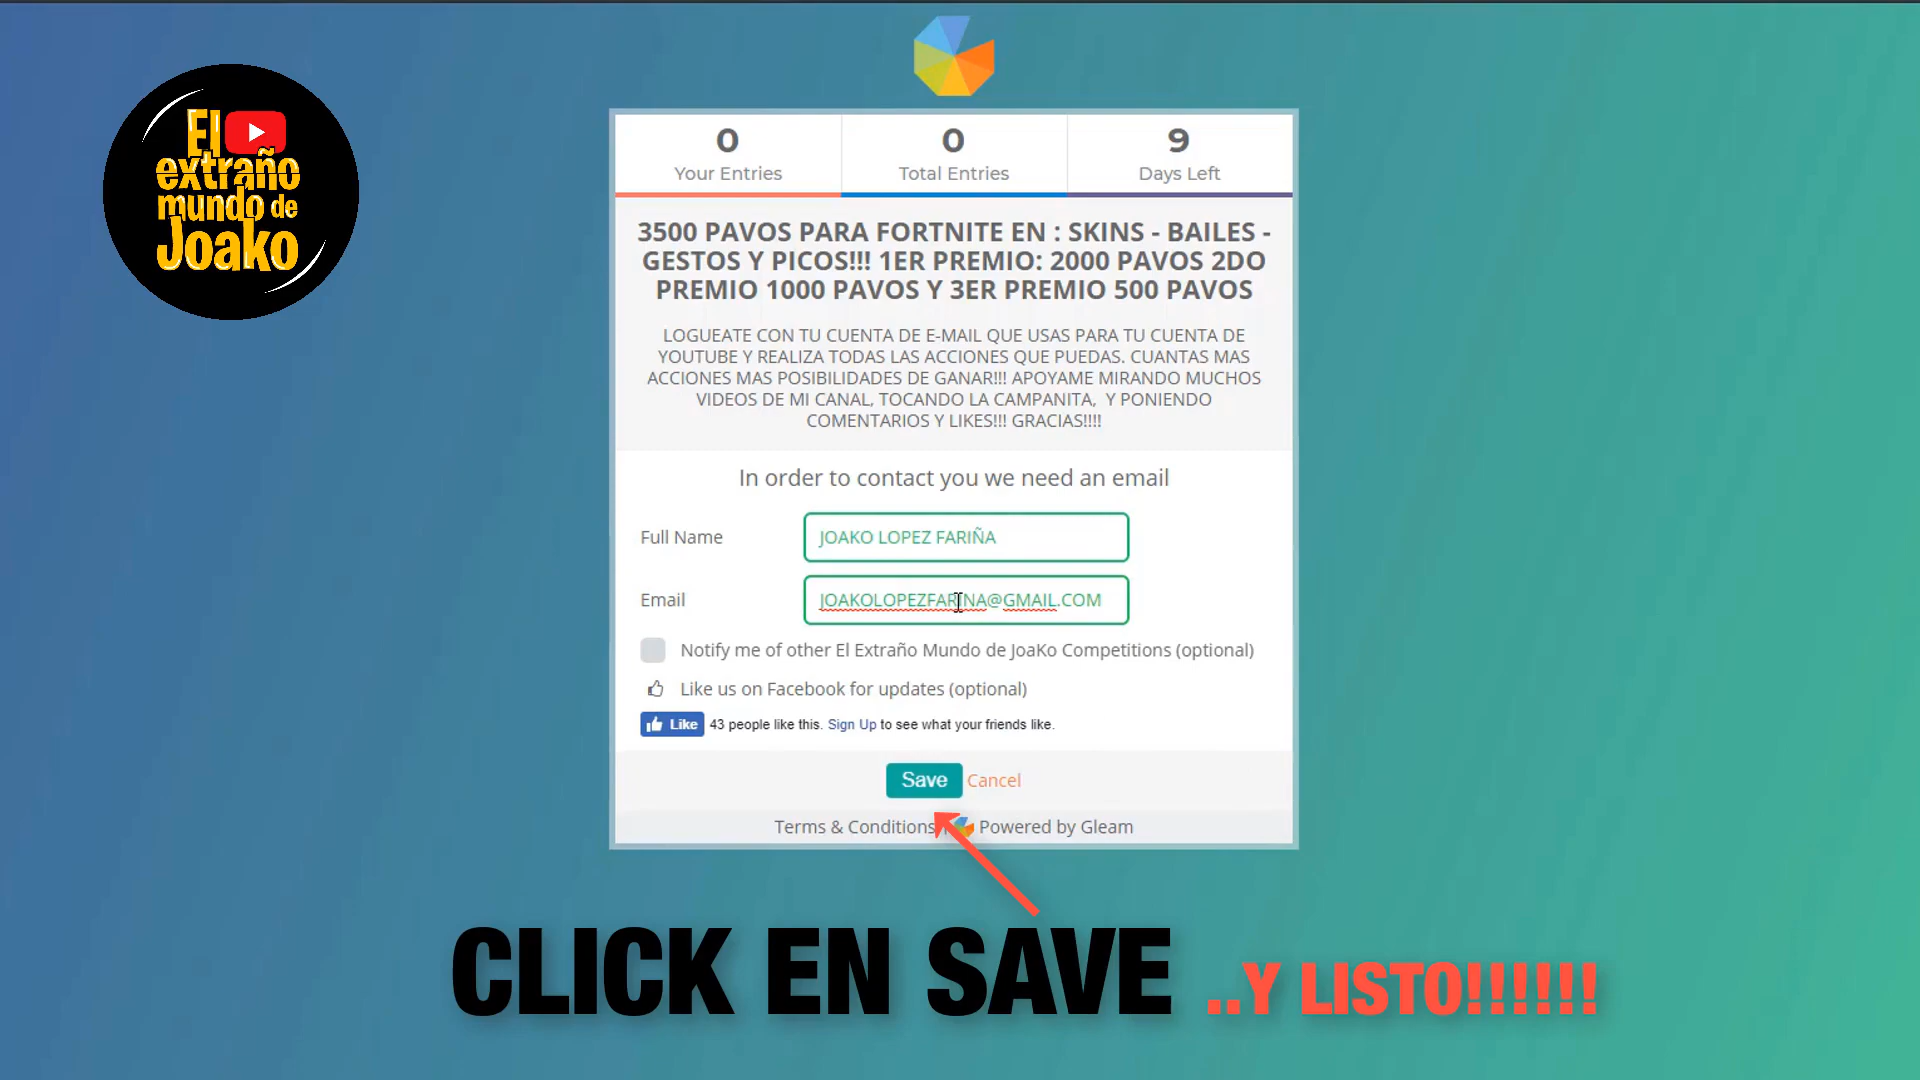 El
extraño
mundo de
Joako
0
Your Entries
0
Total Entries
9
Days Left
3500 PAVOS PARA FORTNITE EN : SKINS - BAILES -
GESTOS Y PICOS!!! 1ER PREMIO: 2000 PAVOS 2DO
PREMIO 1000 PAVOS Y 3ER PREMIO 500 PAVOS
LOGUEATE CON TU CUENTA DE E-MAIL QUE USAS PARA TU CUENTA DE
YOUTUBE Y REALIZA TODAS LAS ACCIONES QUE PUEDAS. CUANTAS MAS
ACCIONES MAS POSIBILIDADES DE GANAR!!! APOYAME MIRANDO MUCHOS
VIDEOS DE MI CANAL, TOCANDO LA CAMPANITA, Y PONIENDO
COMENTARIOS Y LIKES!!! GRACIAS!!!!
In order to contact you we need an email
Full Name
JOAKO LOPEZ FARIÑA
Email
JOAKOLOPEZFARINA@GMAIL.COM
Notify me of other El Extraño Mundo de JoaKo Competitions (optional)
Like us on Facebook for updates (optional)
Like 43 people like this. Sign Up to see what your friends like.
Save Cancel
Terms & Conditions | Powered by Gleam
CLICK EN SAVE ..Y LISTO!!!!!!